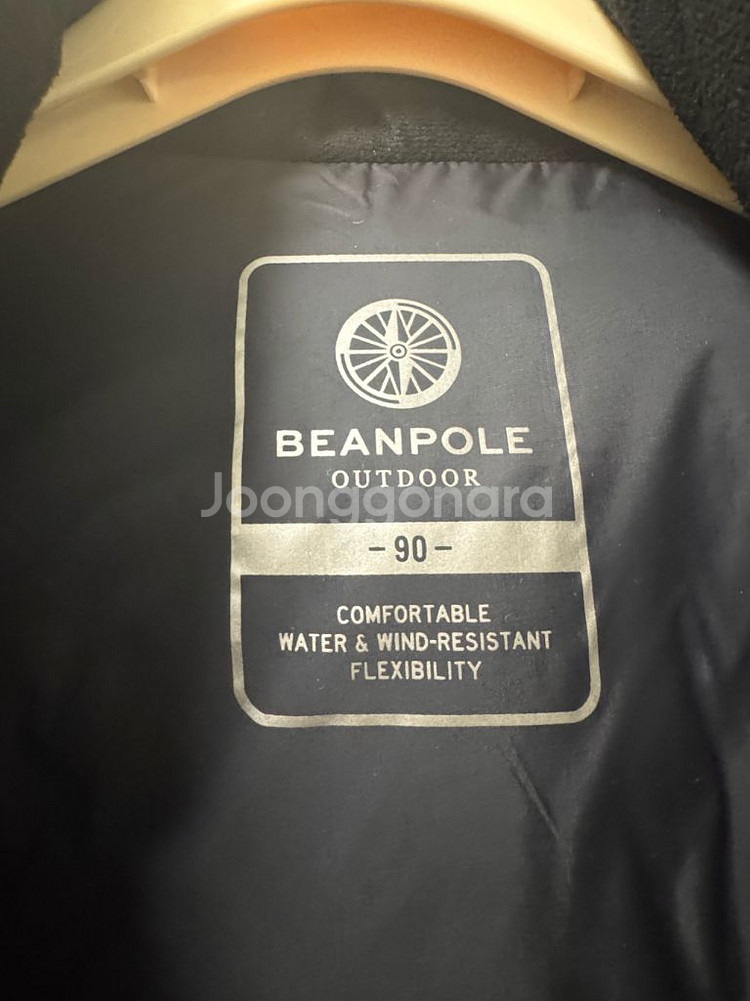 BEANPOLE
OUTDOOR
Joonggonara
-90-
COMFORTABLE
WATER & WIND-RESISTANT
FLEXIBILITY